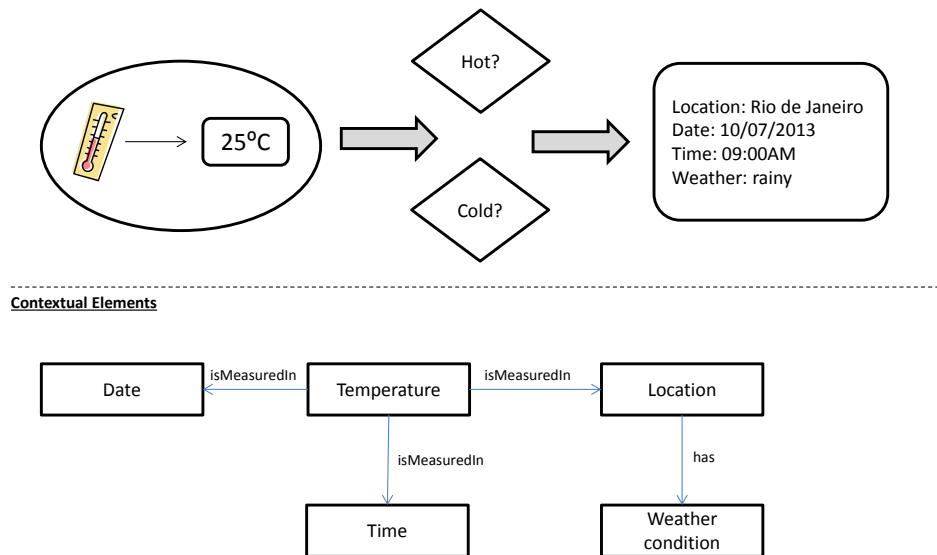 Hot?
25⁰C
Cold?
Location: Rio de Janeiro
Date: 10/07/2013
Time: 09:00AM
Weather: rainy
Contextual Elements
Date
isMeasuredIn
Temperature
isMeasuredIn
Location
isMeasuredIn
has
Time
Weather
condition